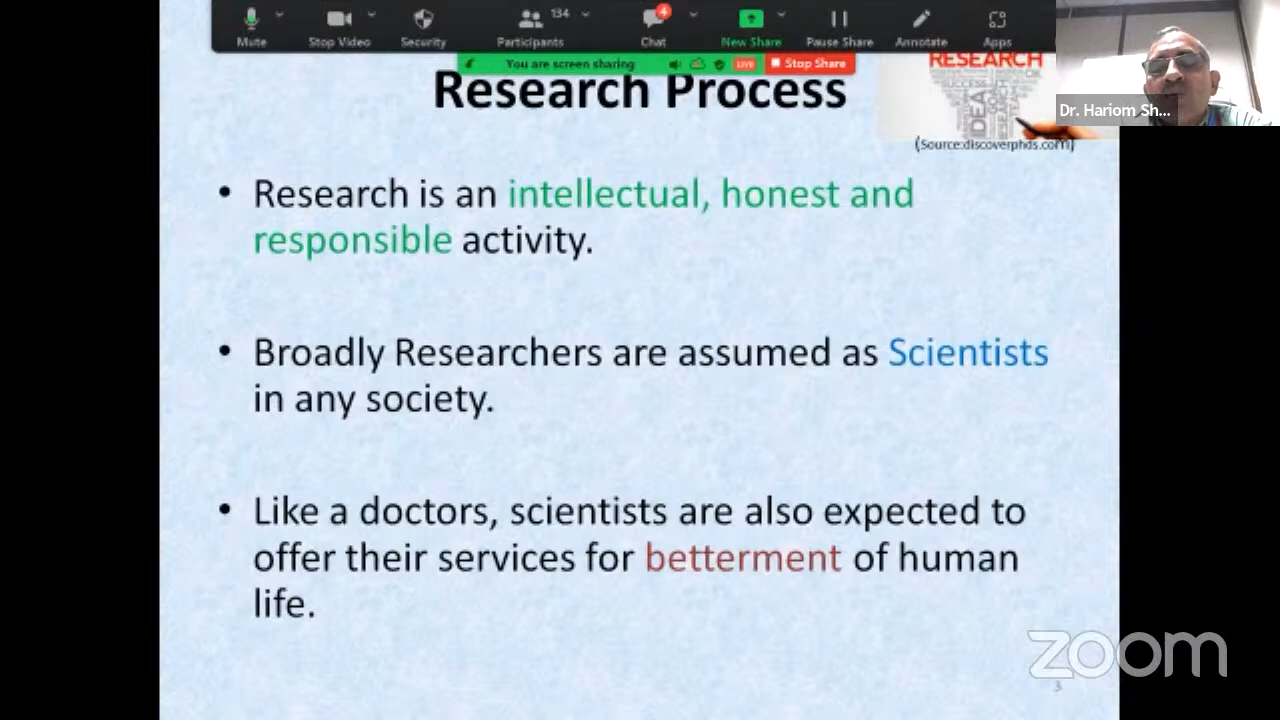 134
4
Mute
Stop Video
Security
Participants
Chat
New Share
Pause Share
Annotate
Apps
You are screen sharing
LIVE
Stop Share
Research Process
RESEARCH
SUCCESS
IDEA
(Source:discoverphds.com)
Dr. Hariom Sh...
• Research is an intellectual, honest and
responsible activity.
• Broadly Researchers are assumed as Scientists
in any society.
• Like a doctors, scientists are also expected to
offer their services for betterment of human
life.
zoom
3